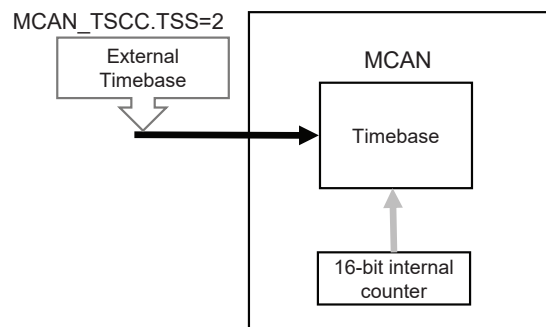 MCAN_TSCC.TSS=2
External
Timebase
MCAN
Timebase
16-bit internal
counter